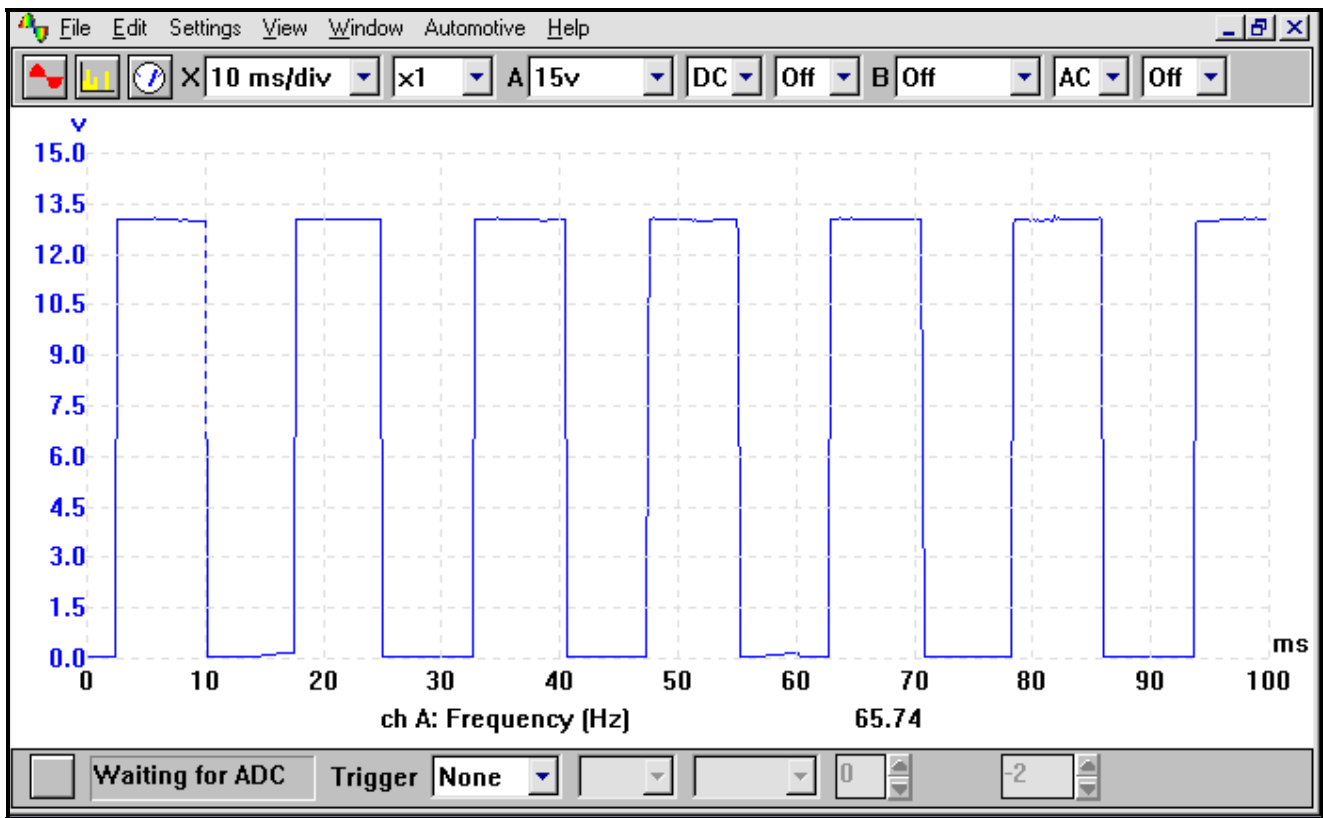 File Edit Settings View Window Automotive Help
X 10 ms/div x1 A 15v DC Off B Off AC Off
v
15.0
13.5
12.0
10.5
9.0
7.5
6.0
4.5
3.0
1.5
0.0
ms
0 10 20 30 40 50 60 70 80 90 100
ch A: Frequency (Hz) 65.74
Waiting for ADC Trigger None 0 -2